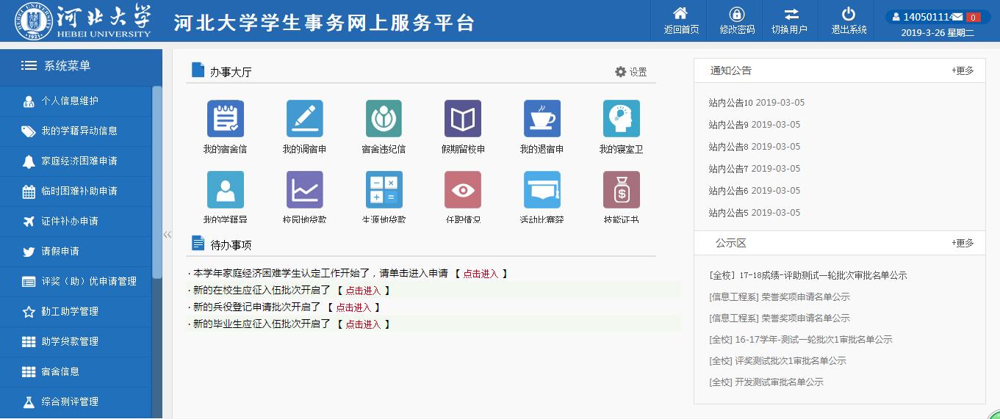 河北大学
HEBEI UNIVERSITY
HEBEI UNIVERSITY
1921
河北大学学生事务网上服务平台
返回首页
修改密码
切换用户
退出系统
140501114
0
2019-3-26 星期二
系统菜单
个人信息维护
我的学籍异动信息
家庭经济困难申请
临时困难补助申请
证件补办申请
请假申请
评奖（助）优申请管理
勤工助学管理
助学贷款管理
宿舍信息
综合测评管理
办事大厅
设置
我的宿舍信
我的调宿申
宿舍违纪信
假期留校申
我的退宿申
我的寝室卫
我的学籍异
校园地贷款
生源地贷款
任职情况
活动比赛获
技能证书
待办事项
· 本学年家庭经济困难学生认定工作开始了，请单击进入申请 【 点击进入 】
· 新的在校生应征入伍批次开启了 【 点击进入 】
· 新的兵役登记申请批次开启了 【 点击进入 】
· 新的毕业生应征入伍批次开启了 【 点击进入 】
通知公告
+更多
站内公告10 2019-03-05
站内公告9 2019-03-05
站内公告8 2019-03-05
站内公告7 2019-03-05
站内公告6 2019-03-05
站内公告5 2019-03-05
公示区
+更多
[全校] 17-18成绩-评助测试一轮批次审批名单公示
[信息工程系] 荣誉奖项申请名单公示
[信息工程系] 荣誉奖项申请名单公示
[全校] 16-17学年-测试一轮批次1审批名单公示
[全校] 评奖测试批次1审批名单公示
[全校] 开发测试审批名单公示